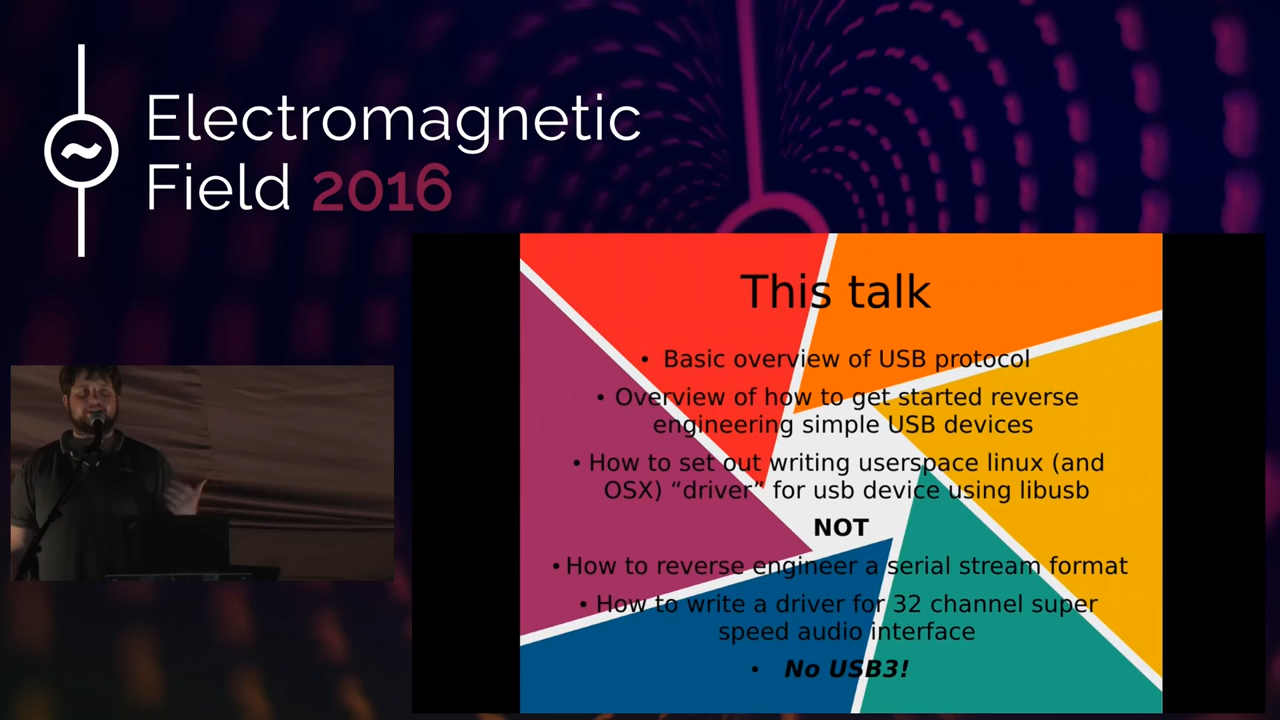 Electromagnetic
Field 2016
This talk
• Basic overview of USB protocol
• Overview of how to get started reverse
engineering simple USB devices
• How to set out writing userspace linux (and
OSX) “driver” for usb device using libusb
NOT
• How to reverse engineer a serial stream format
• How to write a driver for 32 channel super
speed audio interface
• No USB3!